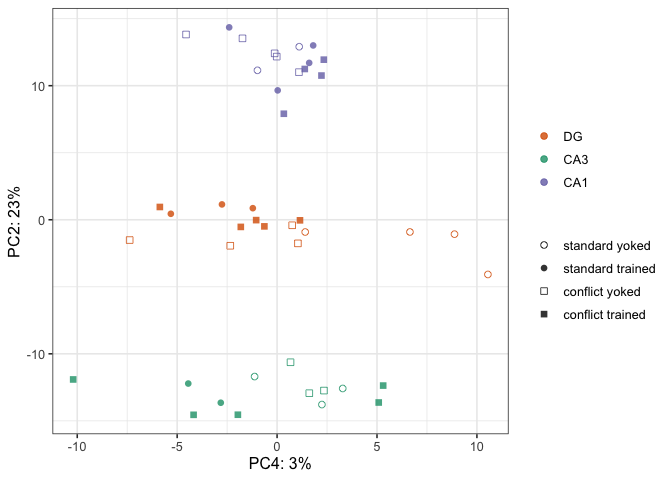 10
0
-10
PC2: 23%
-10
-5
0
5
10
PC4: 3%
DG
CA3
CA1
standard yoked
standard trained
conflict yoked
conflict trained